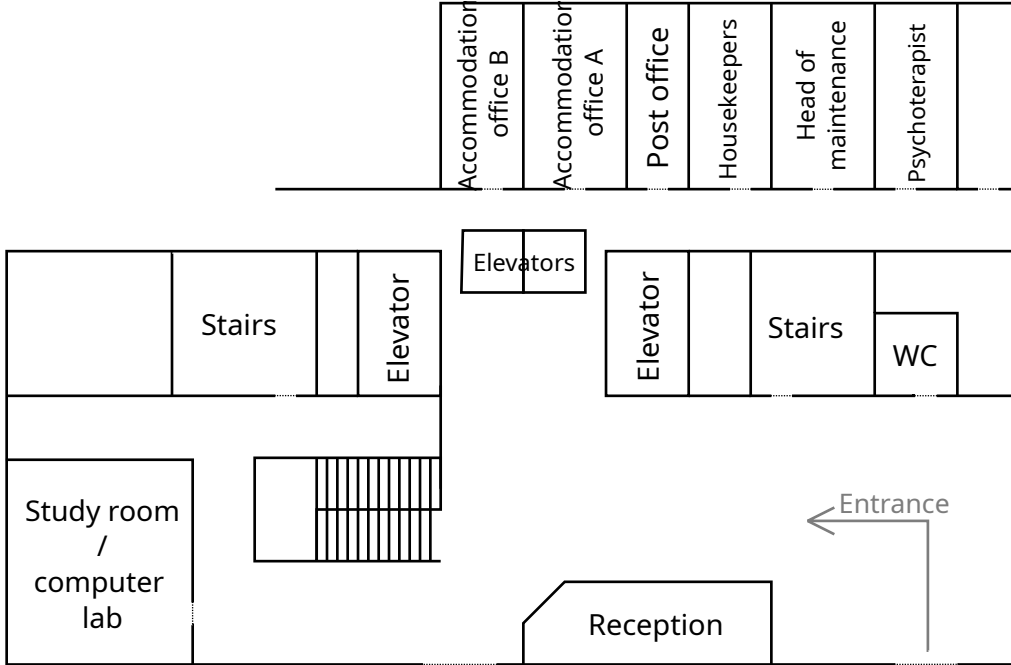 Accommodation
office B
Accommodation
office A
Post office
Housekeepers
Head of
maintenance
Psychoterapist
Elevators
Stairs
Elevator
Elevator
Stairs
WC
Study room
/
computer
lab
Entrance
Reception